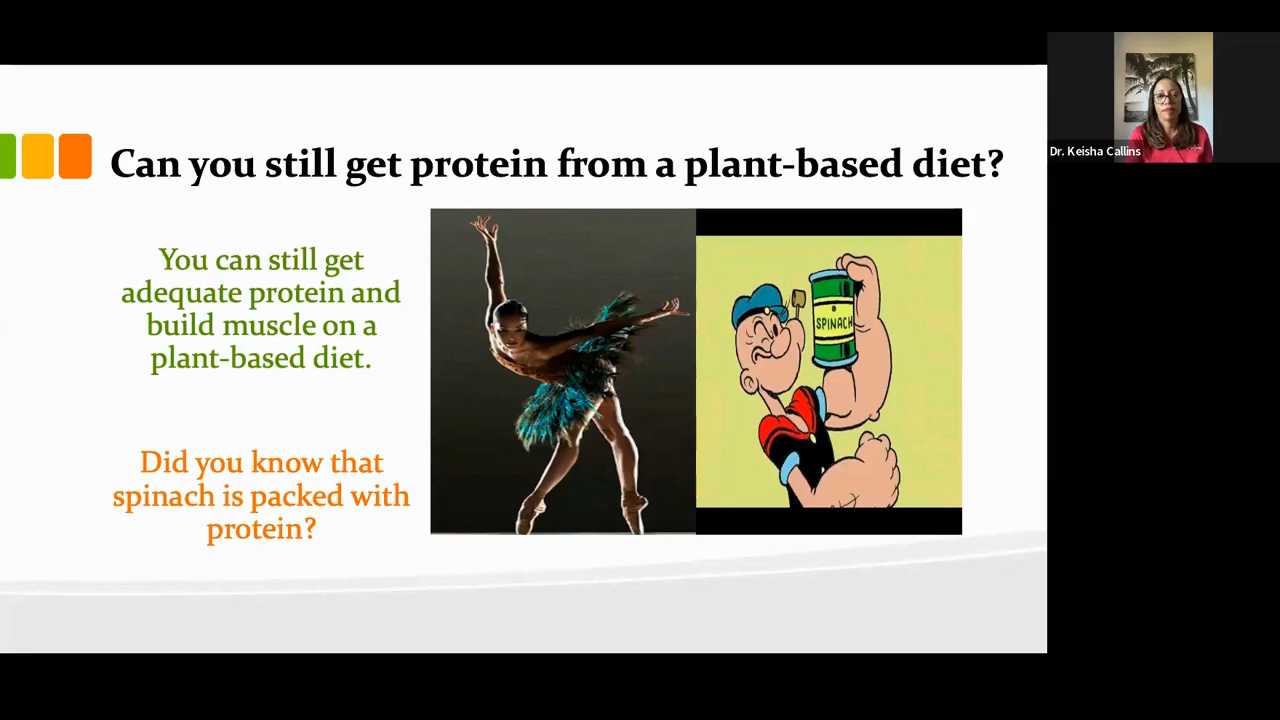 Can you still get protein from a plant-based diet?
You can still get
adequate protein and
build muscle on a
plant-based diet.
Did you know that
spinach is packed with
protein?
SPINACH
Dr. Keisha Callins